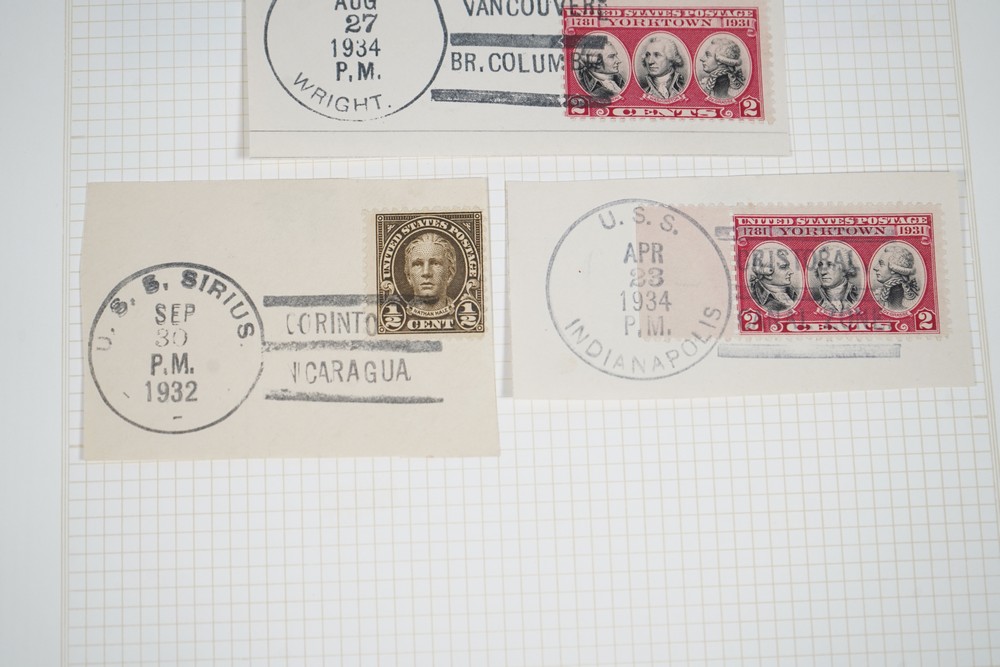 AUG
27
1934
P.M.
WRIGHT.
BR. COLUMBIA
UNITED STATES POSTAGE
1781 YORKTOWN 1931
2 CENTS 2
U. S. S. SIRIUS
SEP
30
P.M.
1932
CORINTO
NICARAGUA
UNITED STATES POSTAGE
NATHAN HALE
1/2 CENT 1/2
U. S. S.
APR
23
1934
P.M.
INDIANAPOLIS
UNITED STATES POSTAGE
1781 YORKTOWN 1931
2 CENTS 2